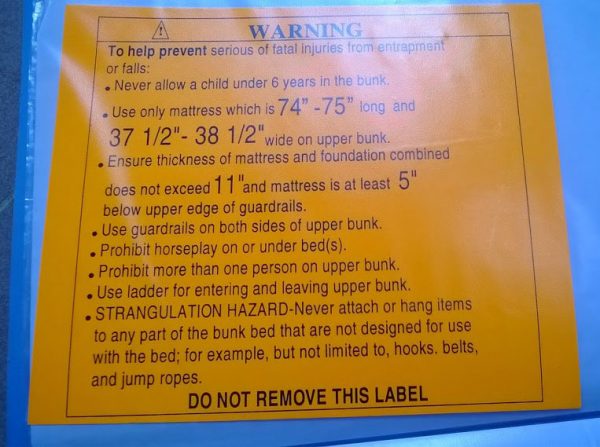 WARNING
To help prevent serious of fatal injuries from entrapment
or falls:
• Never allow a child under 6 years in the bunk.
• Use only mattress which is 74" -75" long and
37 1/2"- 38 1/2" wide on upper bunk.
• Ensure thickness of mattress and foundation combined
does not exceed 11" and mattress is at least 5"
below upper edge of guardrails.
• Use guardrails on both sides of upper bunk.
• Prohibit horseplay on or under bed(s).
• Prohibit more than one person on upper bunk.
• Use ladder for entering and leaving upper bunk.
• STRANGULATION HAZARD-Never attach or hang items
to any part of the bunk bed that are not designed for use
with the bed; for example, but not limited to, hooks. belts,
and jump ropes.
DO NOT REMOVE THIS LABEL